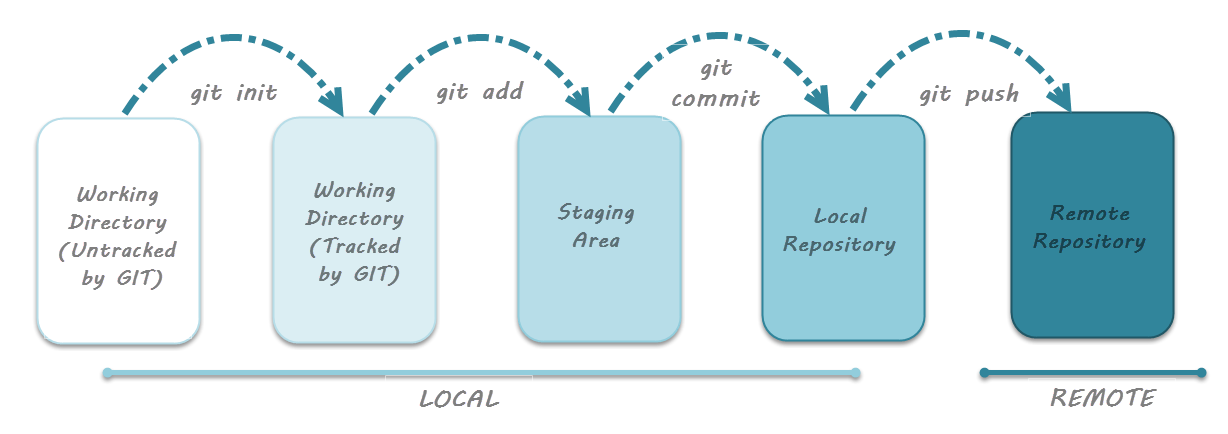 git init
git add
git
commit
git push
Working
Directory
(Untracked
by GIT)
Working
Directory
(Tracked
by GIT)
Staging
Area
Local
Repository
Remote
Repository
LOCAL
REMOTE